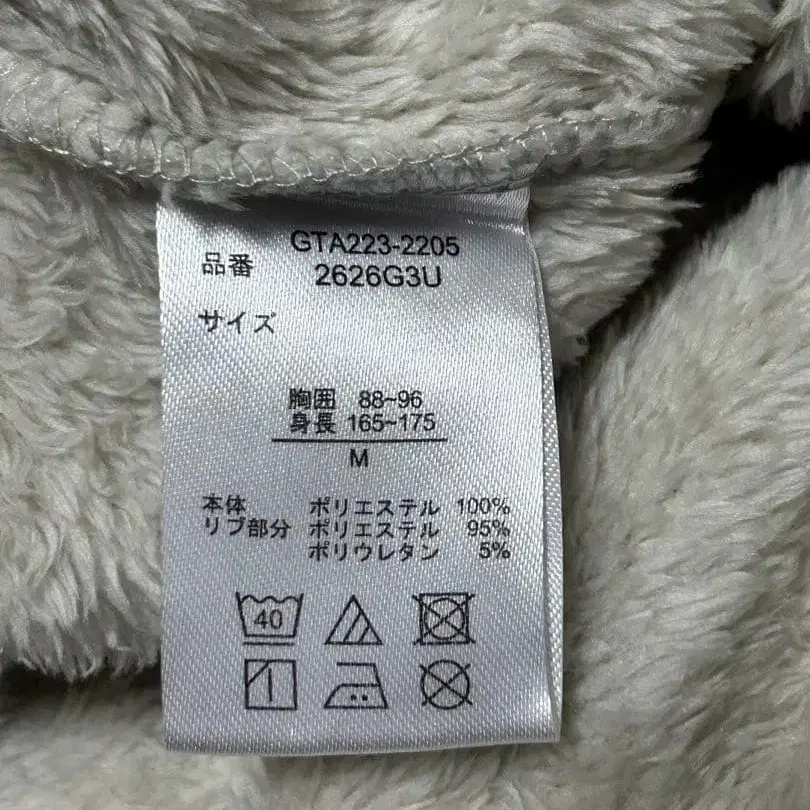 GTA223-2205
品番
2626G3U
サイズ
胸囲 88~96
身長 165~175
M
本体 ポリエステル 100%
リブ部分 ポリエステル 95%
ポリウレタン 5%
40